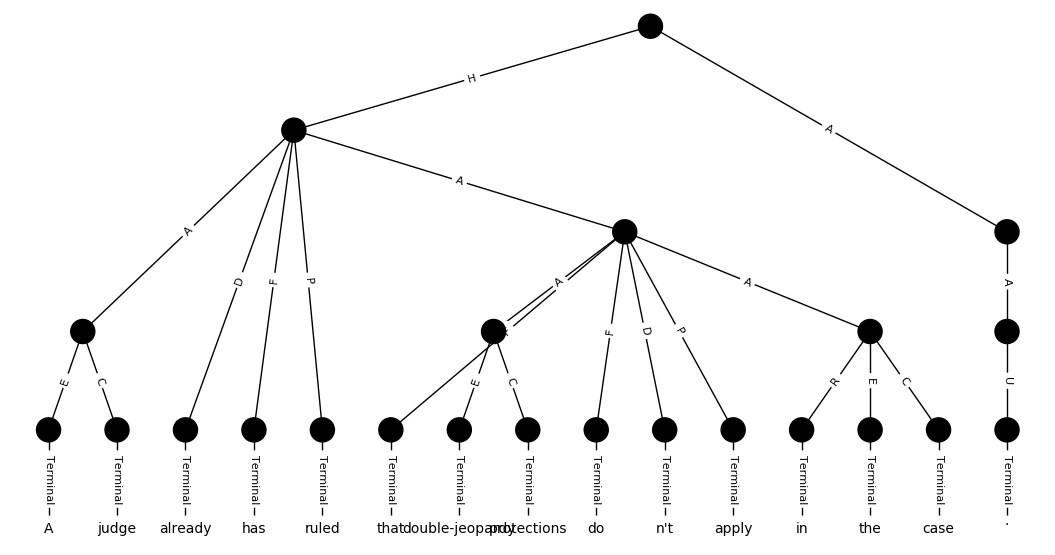 H
A
A
A
D
F
P
A
A
F
D
P
A
E
C
E
C
R
E
C
U
Terminal Terminal Terminal Terminal Terminal Terminal Terminal Terminal Terminal Terminal Terminal Terminal Terminal Terminal Terminal
A judge already has ruled that double-jeopardy protections do n't apply in the case .